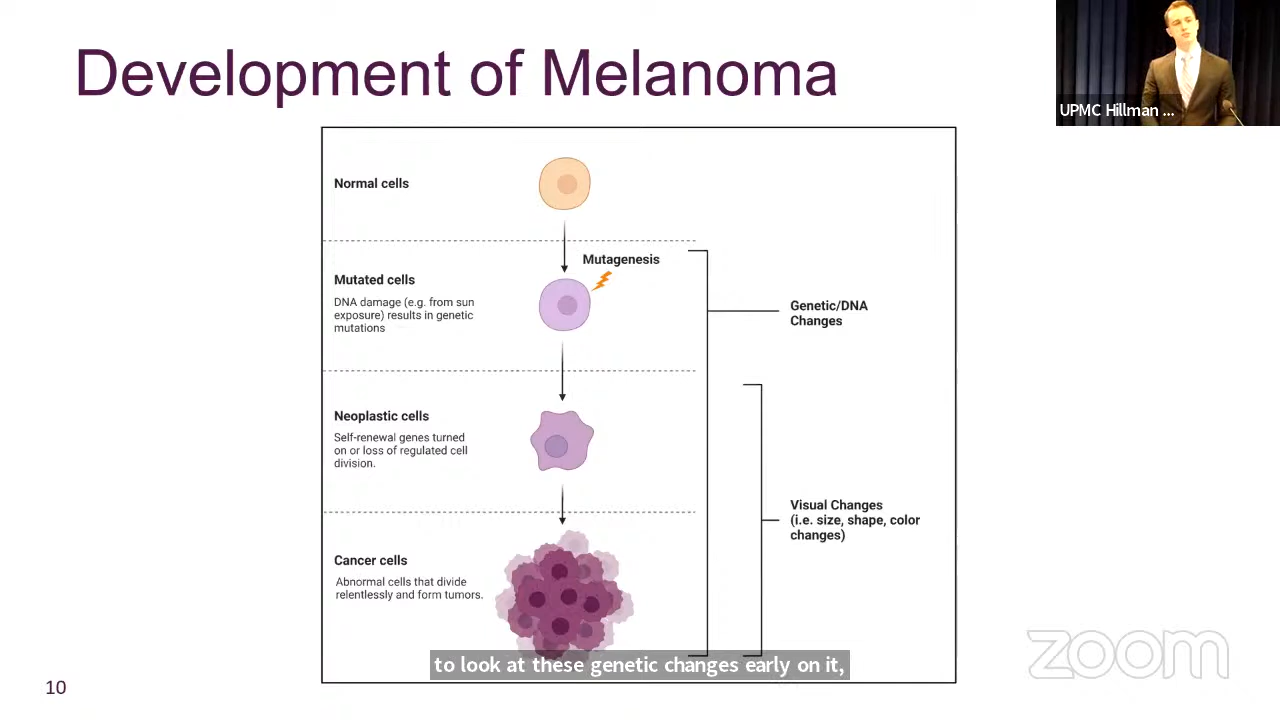 Development of Melanoma
UPMC Hillman ...
Normal cells
Mutagenesis
Mutated cells
DNA damage (e.g. from sun
exposure) results in genetic
mutations
Genetic/DNA
Changes
Neoplastic cells
Self-renewal genes turned
on or loss of regulated cell
division.
Visual Changes
(i.e. size, shape, color
changes)
Cancer cells
Abnormal cells that divide
relentlessly and form tumors.
to look at these genetic changes early on it,
zoom
10